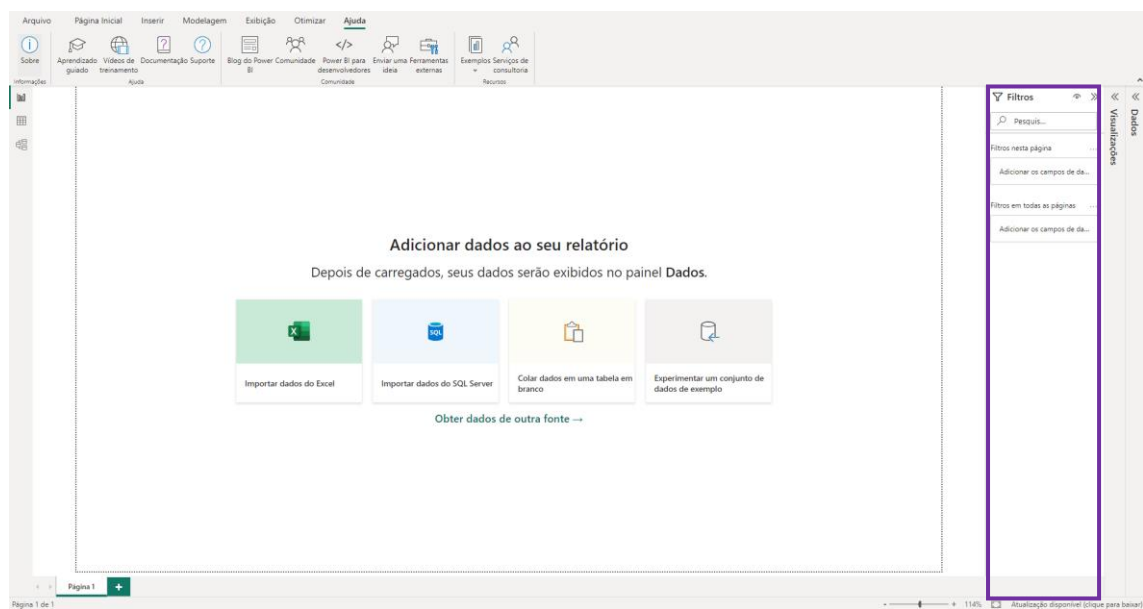 Arquivo Página Inicial Inserir Modelagem Exibição Otimizar Ajuda
Sobre
Aprendizado guiado
Vídeos de treinamento
Documentação
Suporte
Blog do Power BI
Comunidade
Power BI para desenvolvedores
Enviar uma ideia
Ferramentas externas
Exemplos
Serviços de consultoria
Informações Ajuda Comunidade Recursos
Filtros
Pesquis...
Filtros nesta página ...
Adicionar os campos de da...
Filtros em todas as páginas ...
Adicionar os campos de da...
Visualizações
Dados
Adicionar dados ao seu relatório
Depois de carregados, seus dados serão exibidos no painel Dados.
SQL
Importar dados do Excel
Importar dados do SQL Server
Colar dados em uma tabela em
branco
Experimentar um conjunto de
dados de exemplo
Obter dados de outra fonte →
Página 1 +
Página 1 de 1
- + 114% Atualização disponível (clique para baixar)